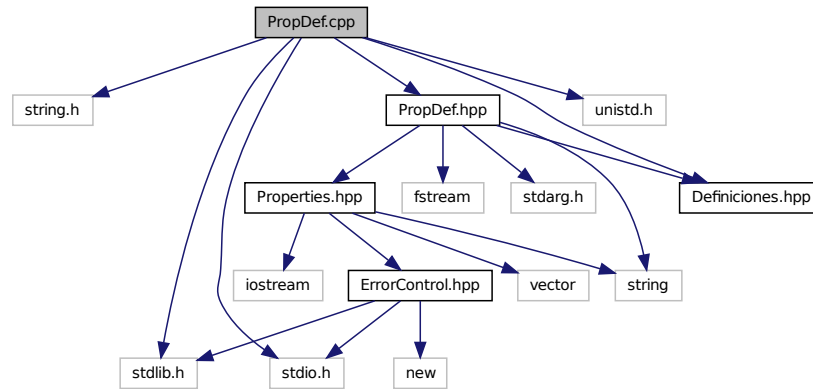 PropDef.cpp
string.h
PropDef.hpp
unistd.h
Properties.hpp
fstream
stdarg.h
Definiciones.hpp
iostream
ErrorControl.hpp
vector
string
stdlib.h
stdio.h
new